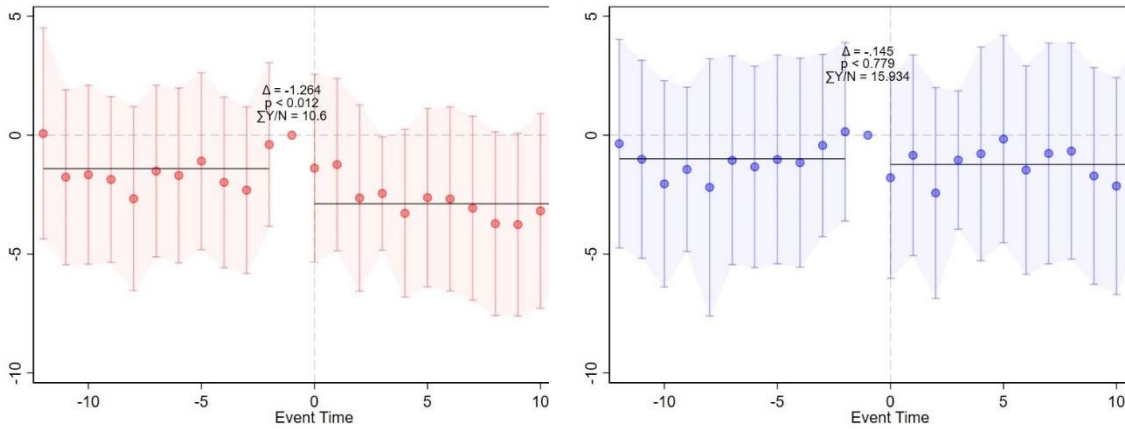 5
0
-5
-10
Δ = -1.264
p < 0.012
∑Y/N = 10.6
-10 -5 0 5 10
Event Time
5
0
-5
-10
Δ = -.145
p < 0.779
∑Y/N = 15.934
-10 -5 0 5 10
Event Time